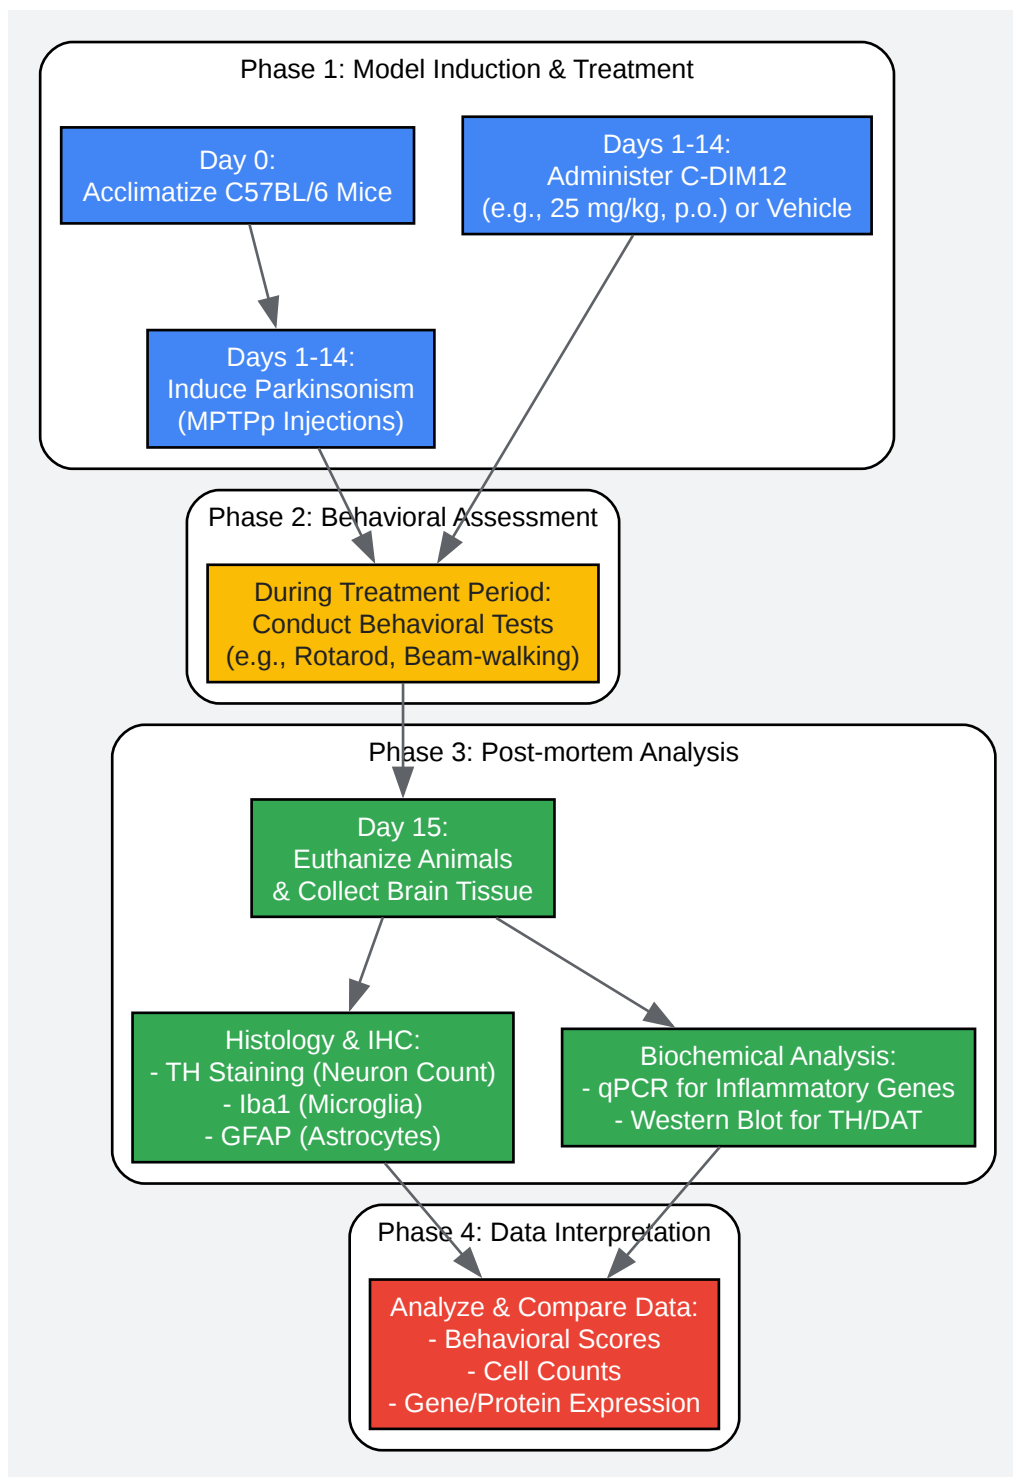 Phase 1: Model Induction & Treatment
Day 0:
Acclimatize C57BL/6 Mice
Days 1-14:
Administer C-DIM12
(e.g., 25 mg/kg, p.o.) or Vehicle
Days 1-14:
Induce Parkinsonism
(MPTPp Injections)
Phase 2: Behavioral Assessment
During Treatment Period:
Conduct Behavioral Tests
(e.g., Rotarod, Beam-walking)
Phase 3: Post-mortem Analysis
Day 15:
Euthanize Animals
& Collect Brain Tissue
Histology & IHC:
- TH Staining (Neuron Count)
- Iba1 (Microglia)
- GFAP (Astrocytes)
Biochemical Analysis:
- qPCR for Inflammatory Genes
- Western Blot for TH/DAT
Phase 4: Data Interpretation
Analyze & Compare Data:
- Behavioral Scores
- Cell Counts
- Gene/Protein Expression